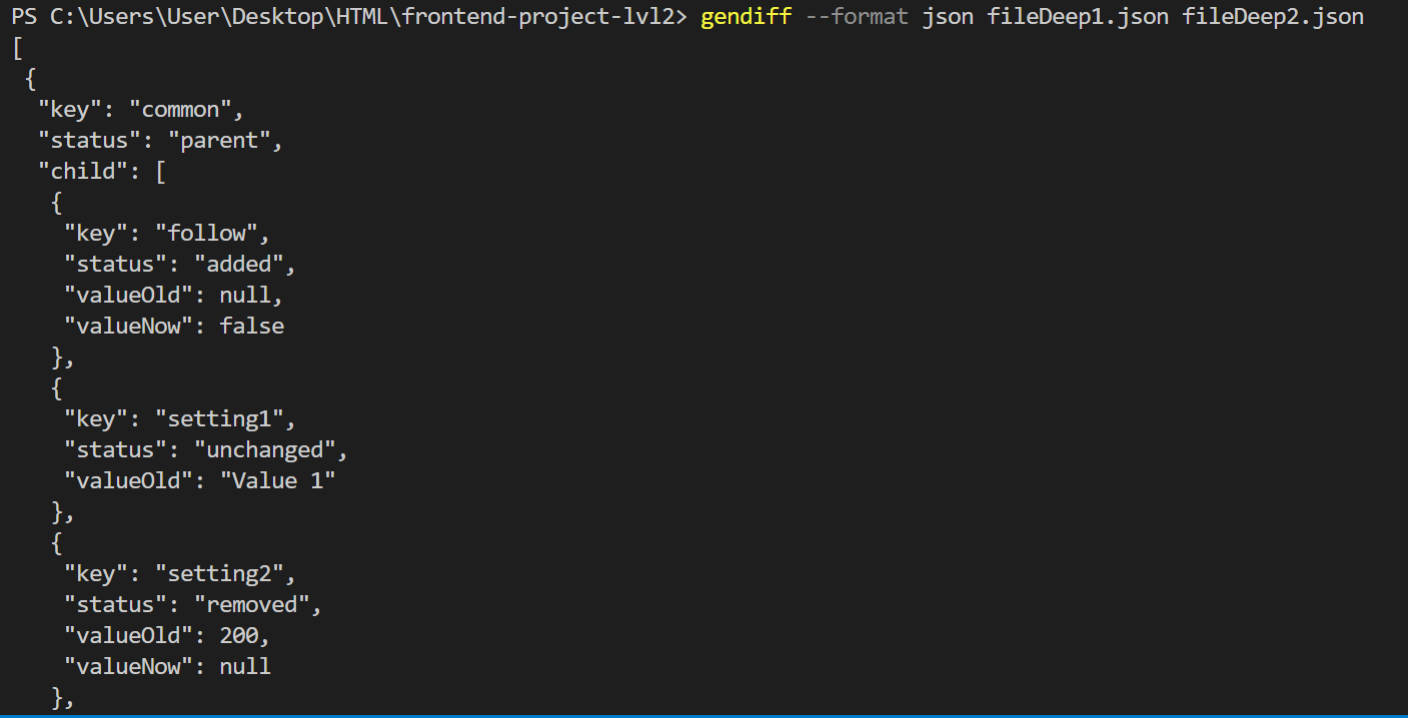 PS C:\Users\User\Desktop\HTML\frontend-project-lvl2> gendiff --format json fileDeep1.json fileDeep2.json
[
 {
  "key": "common",
  "status": "parent",
  "child": [
   {
    "key": "follow",
    "status": "added",
    "valueOld": null,
    "valueNow": false
   },
   {
    "key": "setting1",
    "status": "unchanged",
    "valueOld": "Value 1"
   },
   {
    "key": "setting2",
    "status": "removed",
    "valueOld": 200,
    "valueNow": null
   },